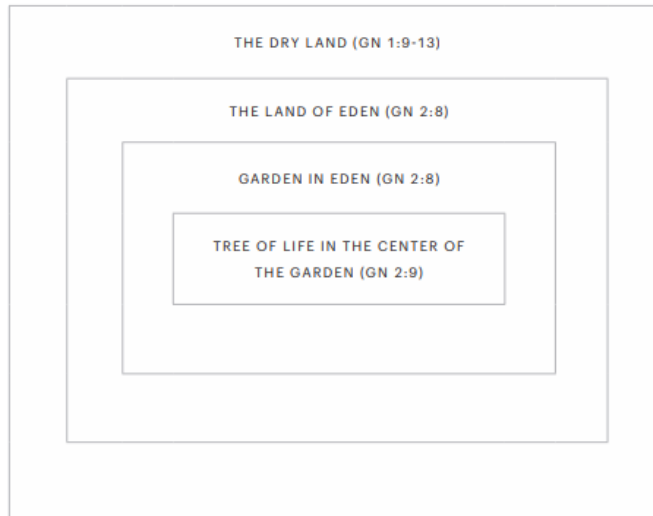 THE DRY LAND (GN 1:9-13)
THE LAND OF EDEN (GN 2:8)
GARDEN IN EDEN (GN 2:8)
TREE OF LIFE IN THE CENTER OF
THE GARDEN (GN 2:9)